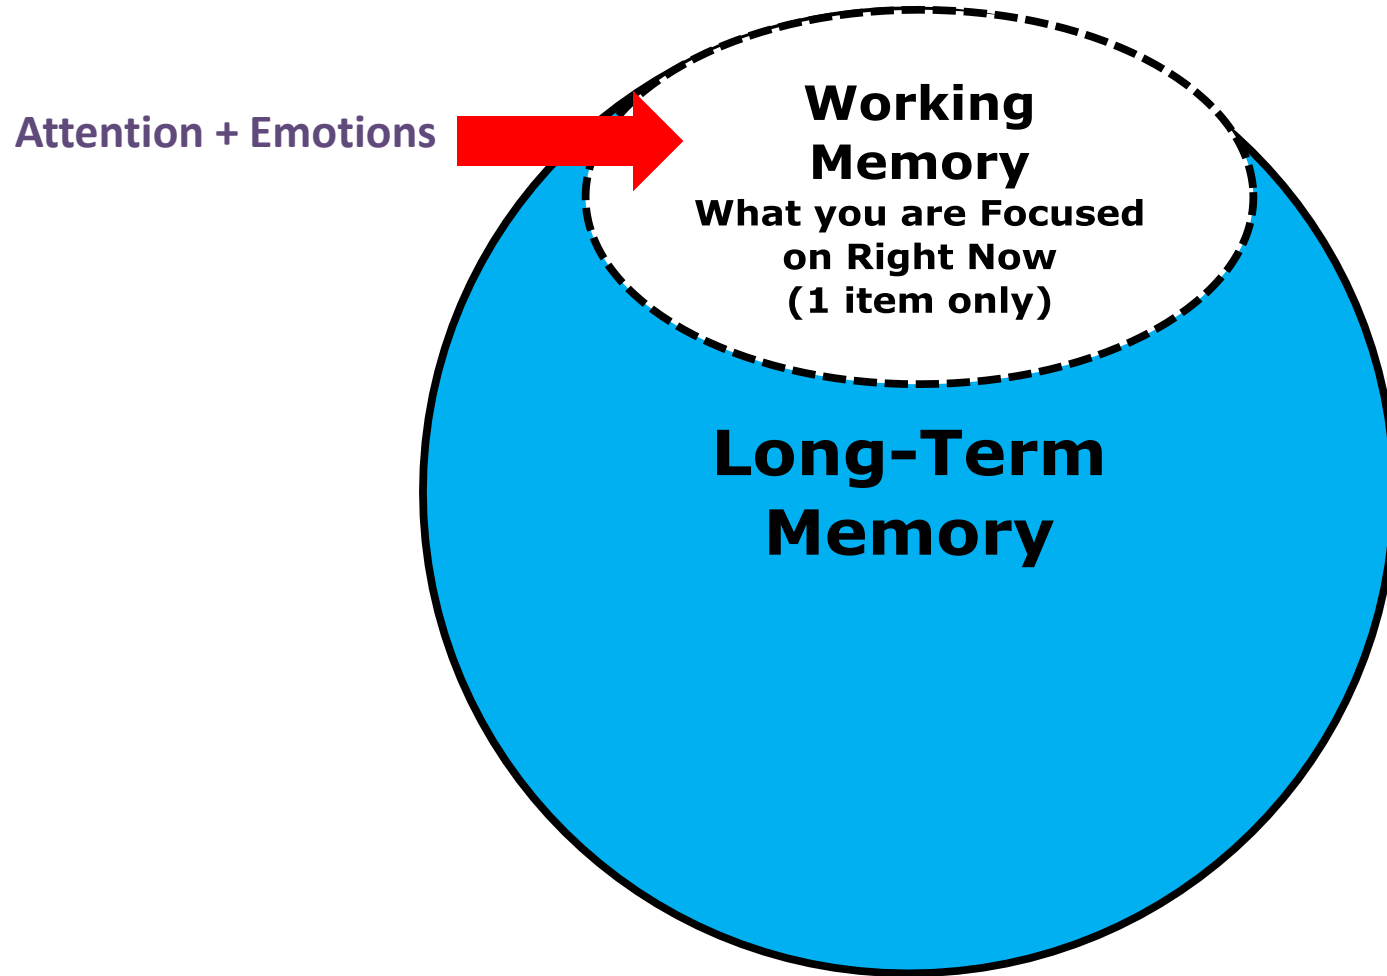 Attention + Emotions
Working
Memory
What you are Focused
on Right Now
(1 item only)
Long-Term
Memory